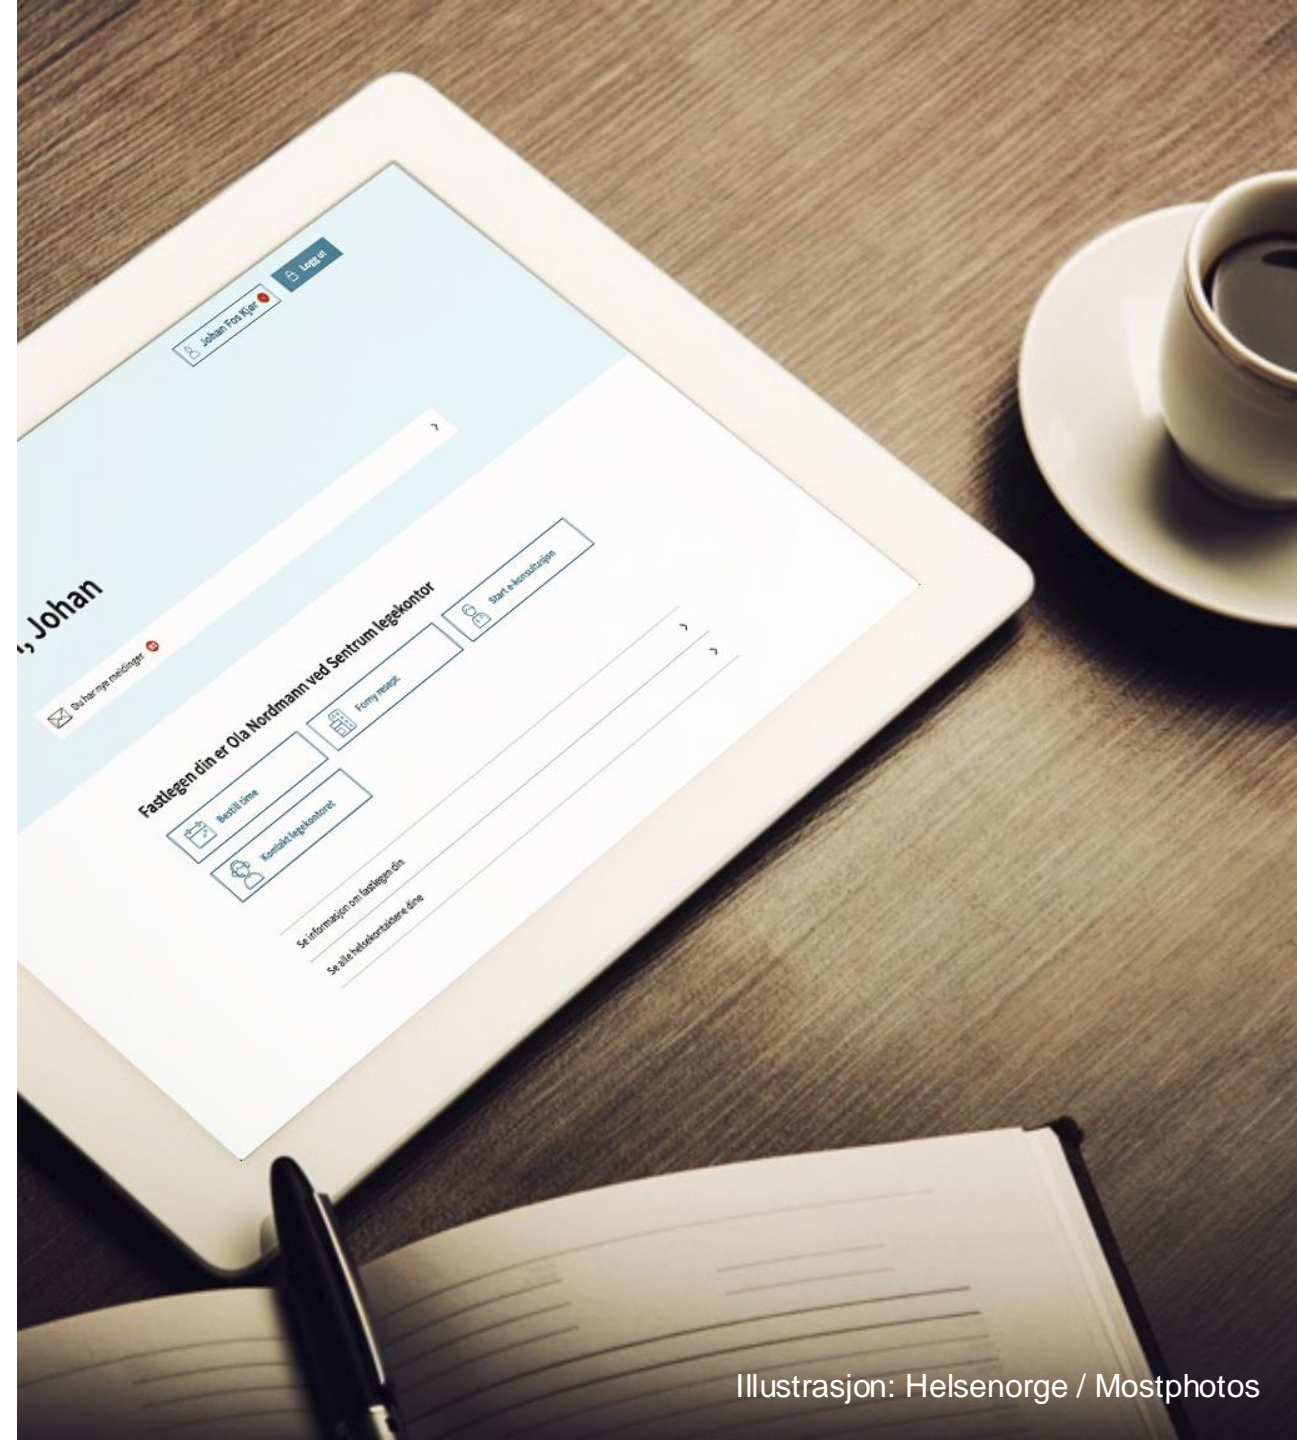 Logg ut
Johan Fos Kjør
, Johan
Du har nye meldinger
Fastlegen din er Ola Nordmann ved Sentrum legekontor
Bestill time
Forny resept
Start e-konsultasjon
Kontakt legekontoret
Se informasjon om fastlegen din
Se alle helsekontaktene dine
Illustrasjon: Helsenorge / Mostphotos